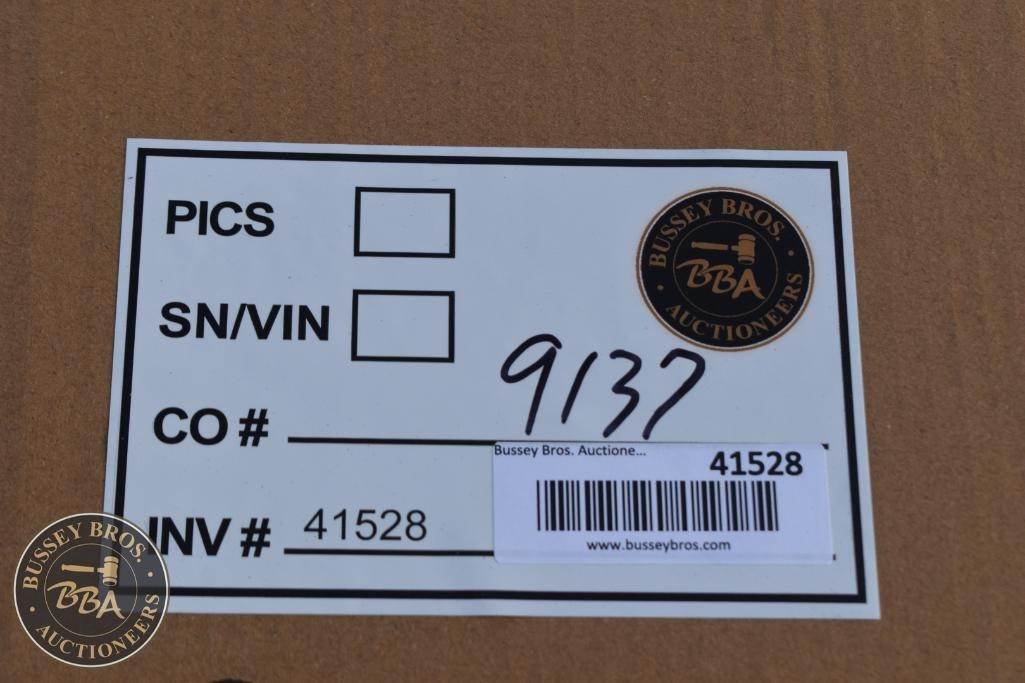 PICS
BUSSEY BROS.
BBA
AUCTIONEERS
SN/VIN
9137
CO #
Bussey Bros. Auctione...
41528
www.busseybros.com
INV # 41528
BUSSEY BROS.
BBA
AUCTIONEERS